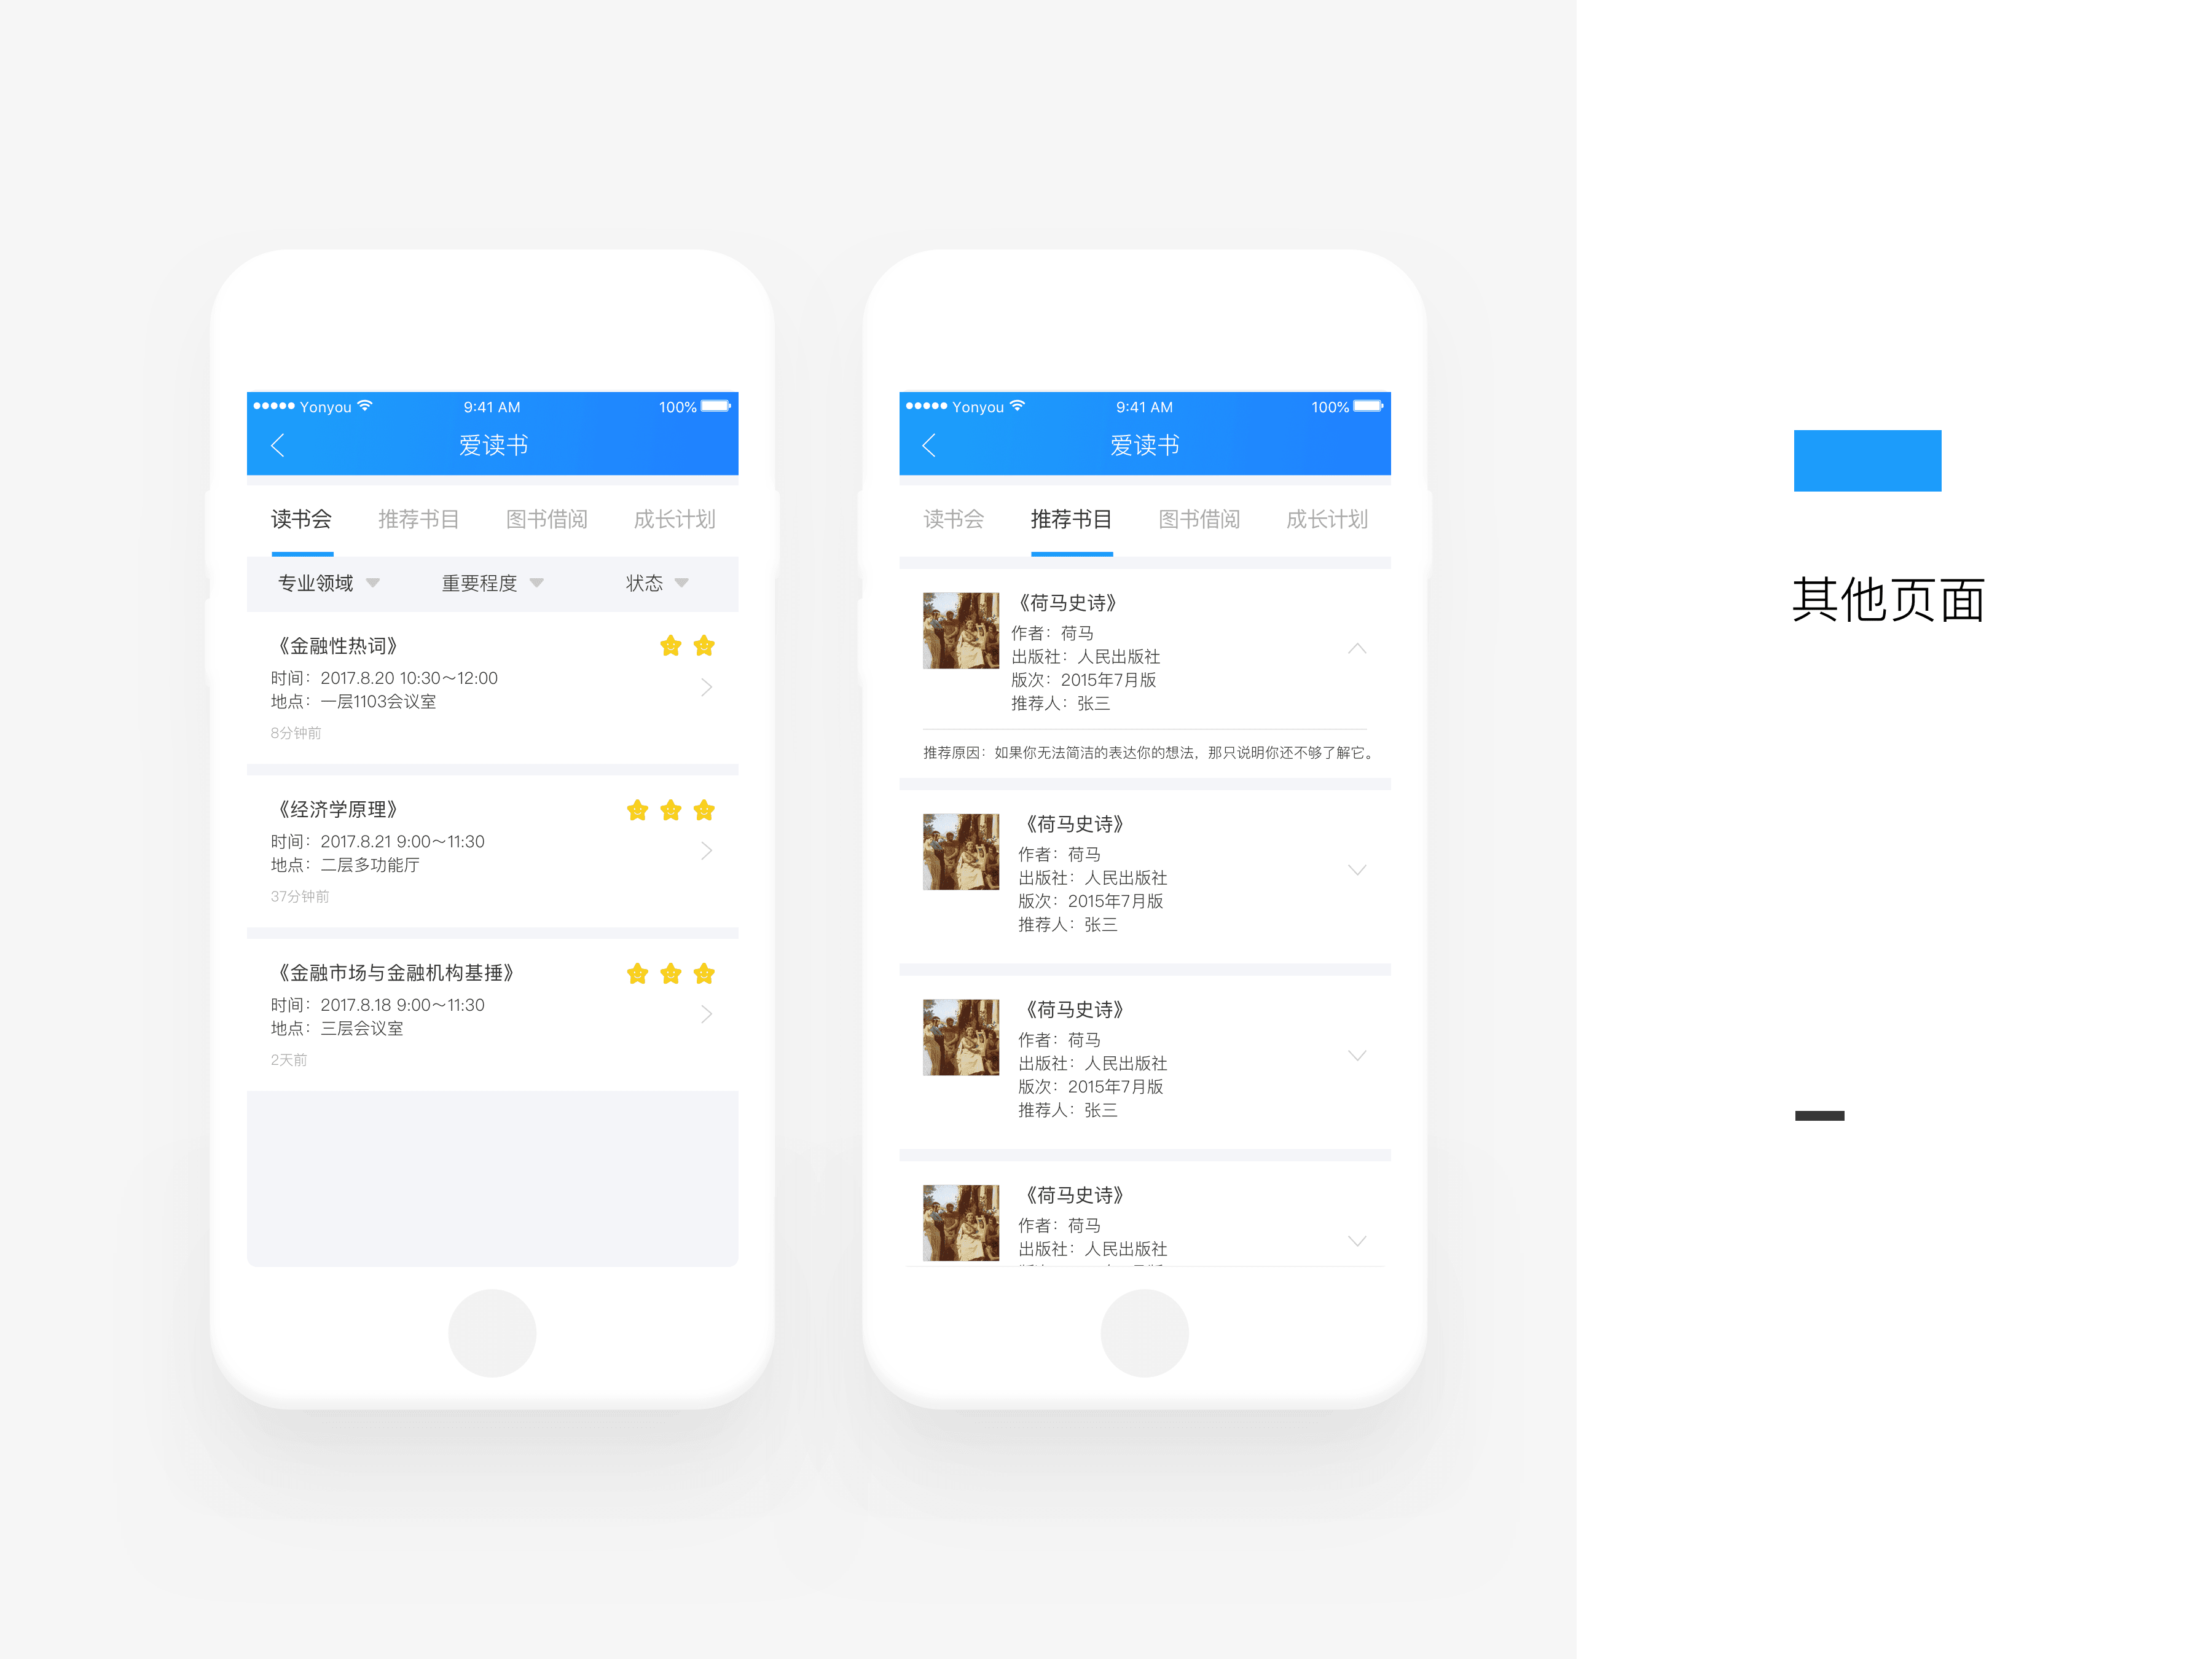 Yonyou 9:41 AM 100%
爱读书
读书会 推荐书目 图书借阅 成长计划
专业领域 重要程度 状态
《金融性热词》
时间：2017.8.20 10:30～12:00
地点：一层1103会议室
8分钟前
《经济学原理》
时间：2017.8.21 9:00～11:30
地点：二层多功能厅
37分钟前
《金融市场与金融机构基捶》
时间：2017.8.18 9:00～11:30
地点：三层会议室
2天前
Yonyou 9:41 AM 100%
爱读书
读书会 推荐书目 图书借阅 成长计划
《荷马史诗》
作者：荷马
出版社：人民出版社
版次：2015年7月版
推荐人：张三
推荐原因：如果你无法简洁的表达你的想法，那只说明你还不够了解它。
《荷马史诗》
作者：荷马
出版社：人民出版社
版次：2015年7月版
推荐人：张三
《荷马史诗》
作者：荷马
出版社：人民出版社
版次：2015年7月版
推荐人：张三
《荷马史诗》
作者：荷马
出版社：人民出版社
其他页面